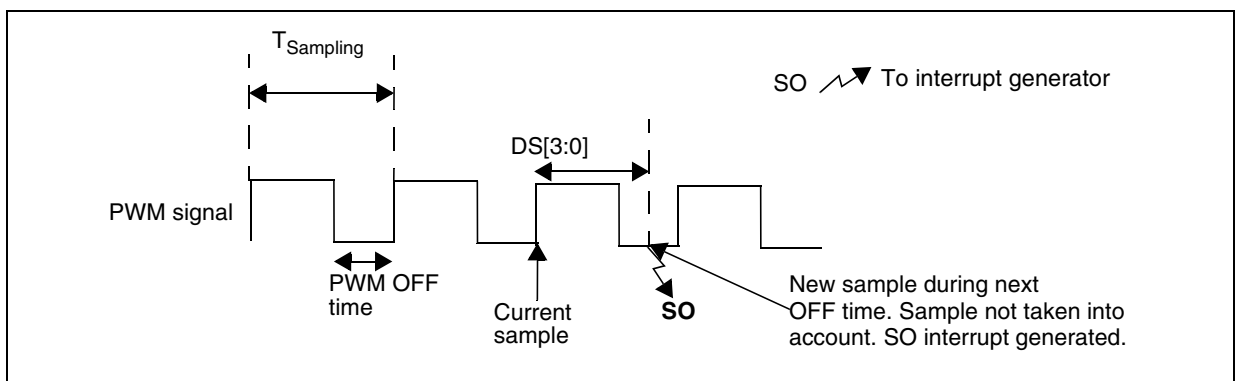 T Sampling
SO To interrupt generator
DS[3:0]
PWM signal
PWM OFF
time
Current
sample
SO
New sample during next
OFF time. Sample not taken into
account. SO interrupt generated.